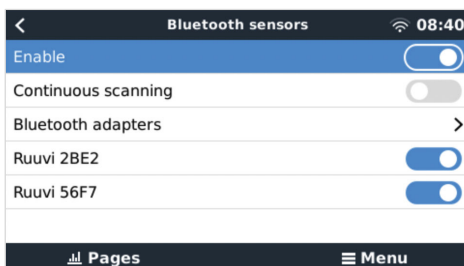 Bluetooth sensors 08:40
Enable
Continuous scanning
Bluetooth adapters
Ruuvi 2BE2
Ruuvi 56F7
Pages Menu